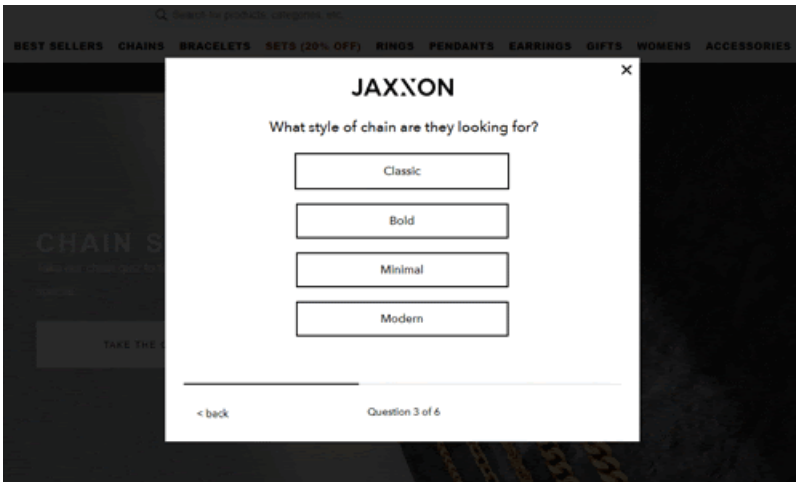 Search for products, categories, etc.
BEST SELLERS CHAINS BRACELETS SETS (20% OFF) RINGS PENDANTS EARRINGS GIFTS WOMENS ACCESSORIES
×
JAXXON
What style of chain are they looking for?
Classic
Bold
Minimal
Modern
CHAIN S
TAKE THE
< back
Question 3 of 6